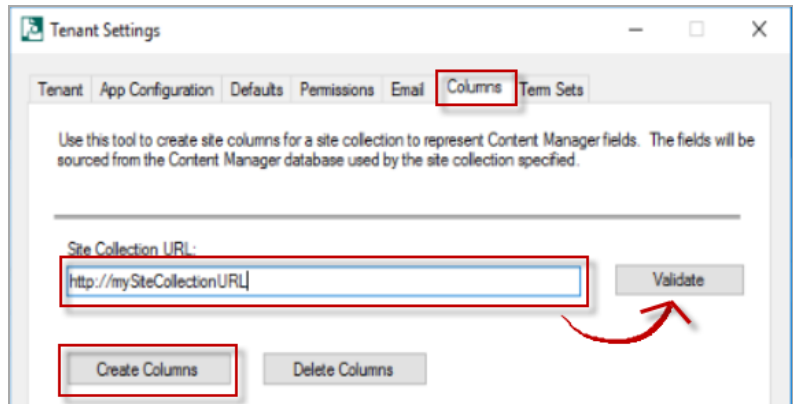 Tenant Settings
Tenant App Configuration Defaults Permissions Email Columns Term Sets
Use this tool to create site columns for a site collection to represent Content Manager fields. The fields will be
sourced from the Content Manager database used by the site collection specified.
Site Collection URL:
http://mySiteCollectionURL
Validate
Create Columns Delete Columns